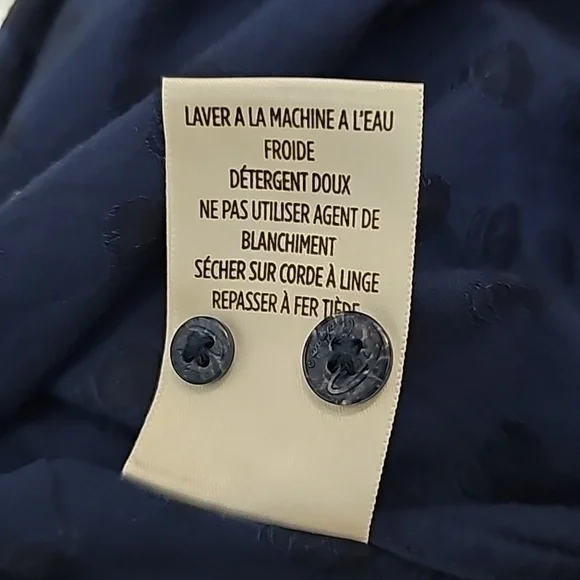 LAVER A LA MACHINE A L'EAU
FROIDE
DÉTERGENT DOUX
NE PAS UTILISER AGENT DE
BLANCHIMENT
SÉCHER SUR CORDE À LINGE
REPASSER À FER TIÈDE